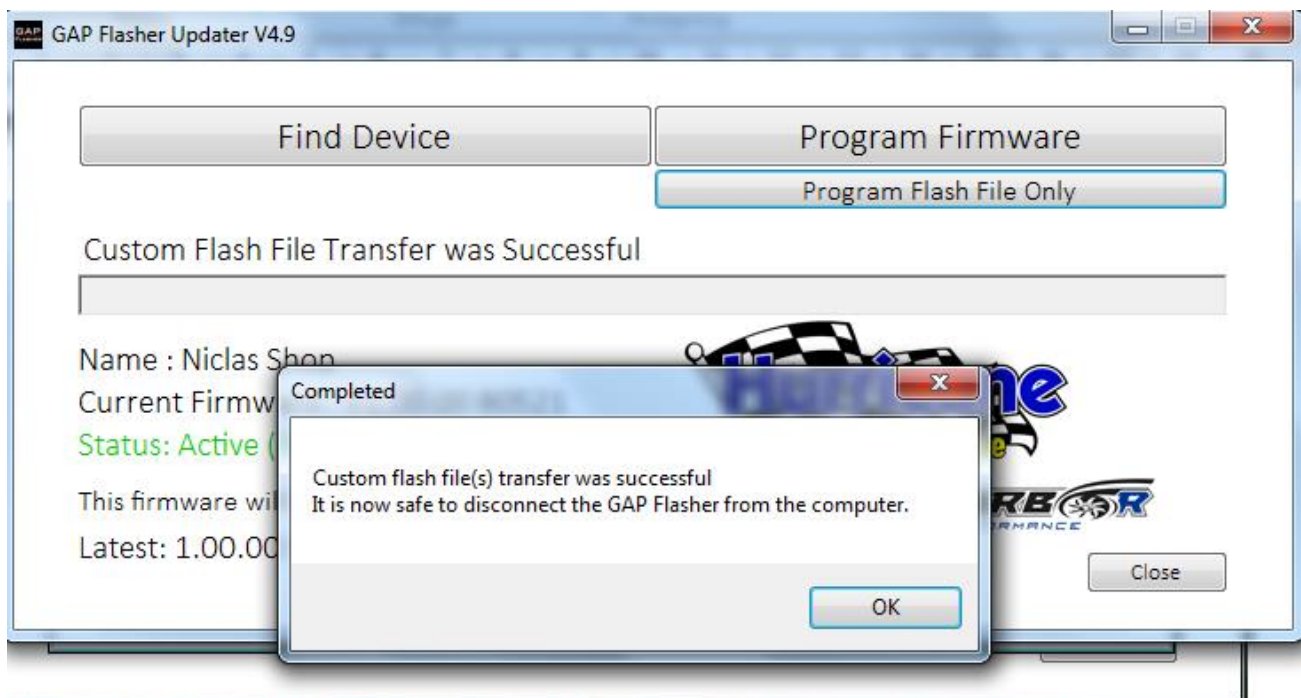 GAP Flasher Updater V4.9
Find Device
Program Firmware
Program Flash File Only
Custom Flash File Transfer was Successful
Name : Niclas Shop
Current Firmw
Status: Active (
This firmware wil
Latest: 1.00.00
Completed
Custom flash file(s) transfer was successful
It is now safe to disconnect the GAP Flasher from the computer.
OK
Close